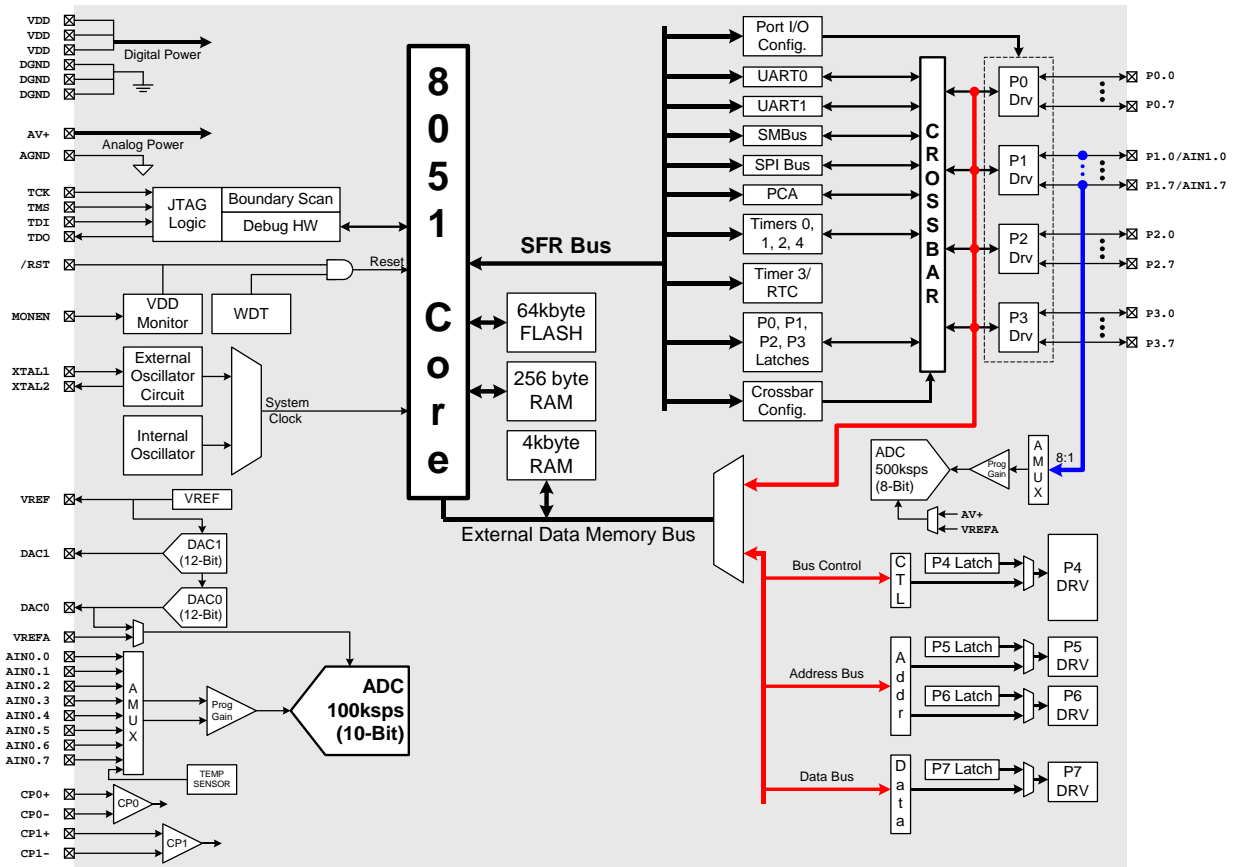 VDD
VDD
VDD
Digital Power
DGND
DGND
DGND
AV+
Analog Power
AGND
TCK
TMS
TDI
TDO
JTAG
Logic
Boundary Scan
Debug HW
/RST
Reset
MONEN
VDD
Monitor
WDT
XTAL1
XTAL2
External
Oscillator
Circuit
Internal
Oscillator
System
Clock
VREF
VREF
DAC1
DAC1
(12-Bit)
DAC0
DAC0
(12-Bit)
VREFA
AIN0.0
AIN0.1
AIN0.2
AIN0.3
AIN0.4
AIN0.5
AIN0.6
AIN0.7
AMUX
Prog
Gain
ADC
100ksps
(10-Bit)
TEMP
SENSOR
CP0+
CP0-
CP0
CP1+
CP1-
CP1
8051 Core
SFR Bus
64kbyte
FLASH
256 byte
RAM
4kbyte
RAM
External Data Memory Bus
Port I/O
Config.
UART0
UART1
SMBus
SPI Bus
PCA
Timers 0,
1, 2, 4
Timer 3/
RTC
P0, P1,
P2, P3
Latches
Crossbar
Config.
CROSSBAR
P0
Drv
P1
Drv
P2
Drv
P3
Drv
P0.0
P0.7
P1.0/AIN1.0
P1.7/AIN1.7
P2.0
P2.7
P3.0
P3.7
ADC
500ksps
(8-Bit)
Prog
Gain
AMUX
8:1
AV+
VREFA
Bus Control
CTL
P4 Latch
P4
DRV
Address Bus
Addr
P5 Latch
P5
DRV
P6 Latch
P6
DRV
Data Bus
Data
P7 Latch
P7
DRV